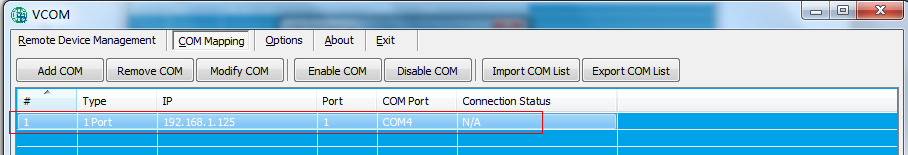 VCOM
Remote Device Management COM Mapping Options About Exit
Add COM Remove COM Modify COM Enable COM Disable COM Import COM List Export COM List
# Type IP Port COM Port Connection Status
1 1 Port 192.168.1.125 1 COM4 N/A